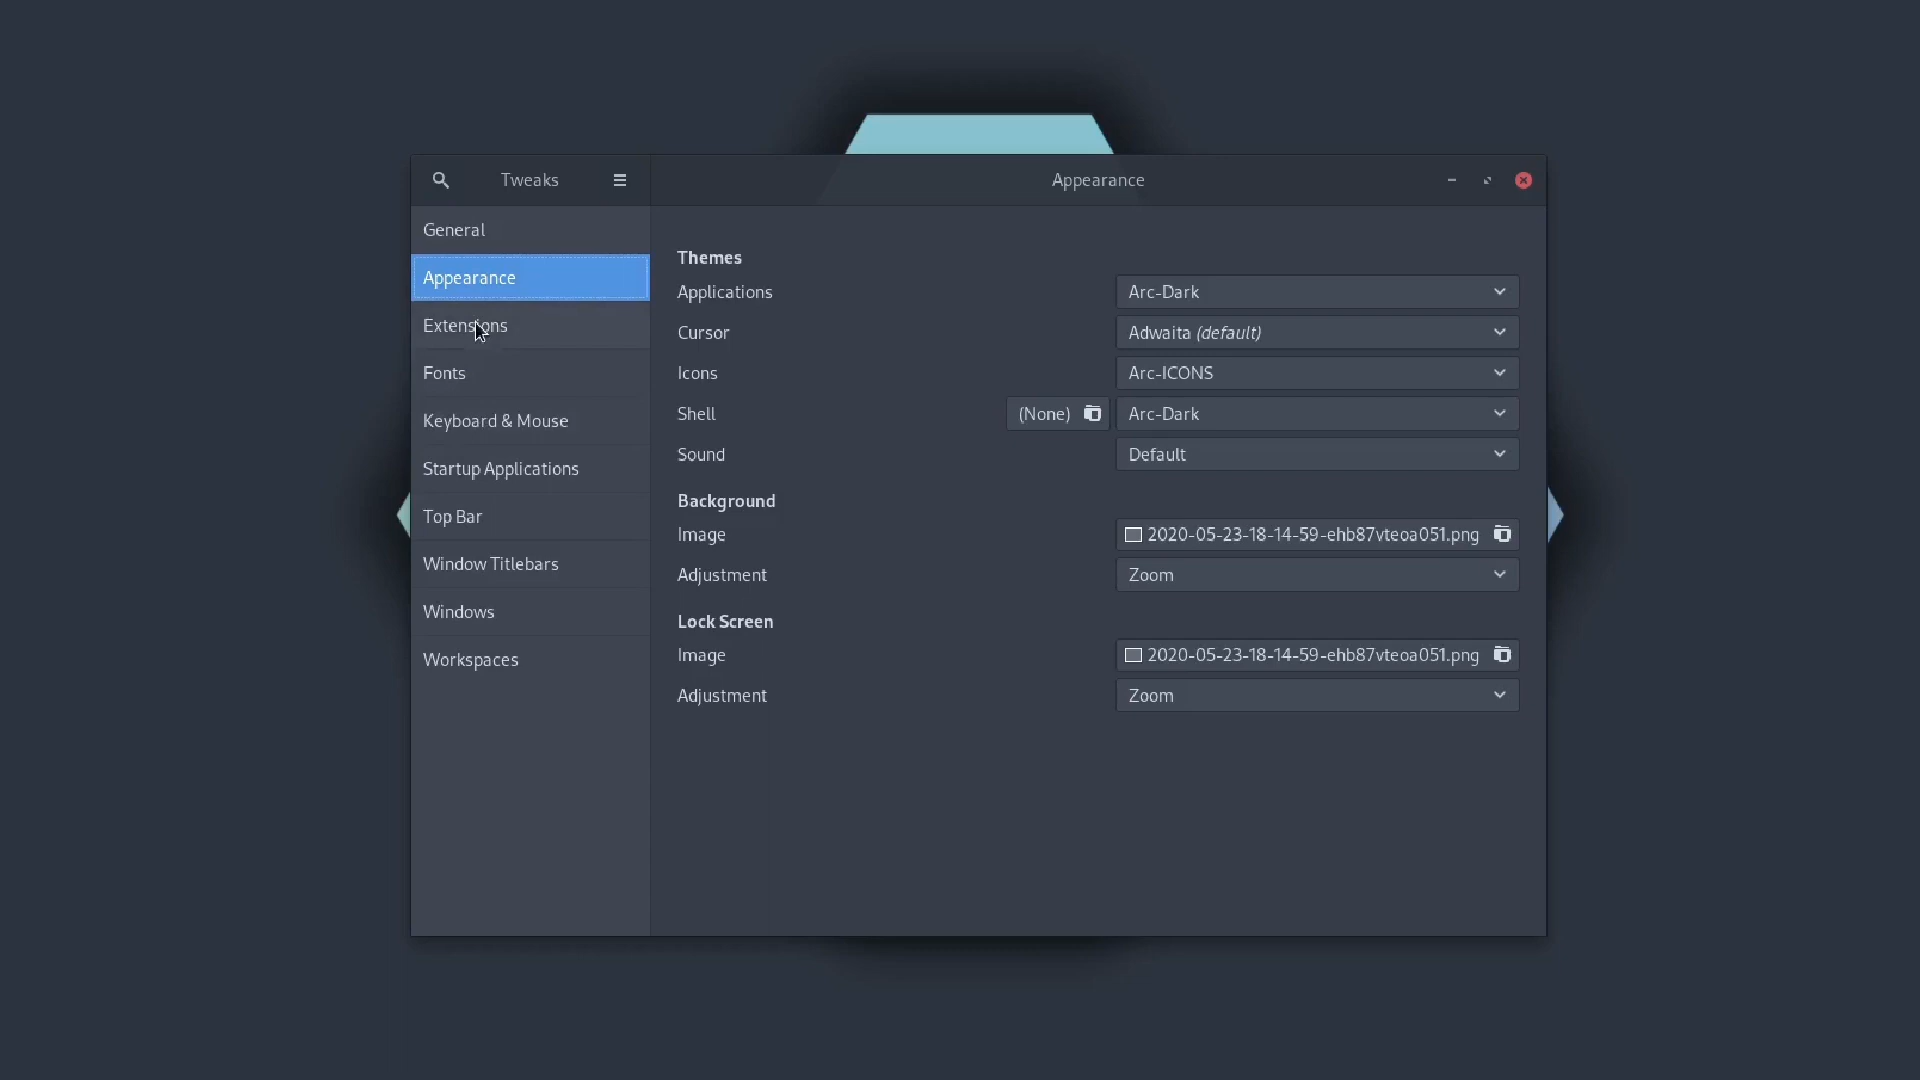 Tweaks
Appearance
General
Appearance
Extensions
Fonts
Keyboard & Mouse
Startup Applications
Top Bar
Window Titlebars
Windows
Workspaces
Themes
Applications Arc-Dark
Cursor Adwaita (default)
Icons Arc-ICONS
Shell (None) Arc-Dark
Sound Default
Background
Image 2020-05-23-18-14-59-ehb87vteoa051.png
Adjustment Zoom
Lock Screen
Image 2020-05-23-18-14-59-ehb87vteoa051.png
Adjustment Zoom